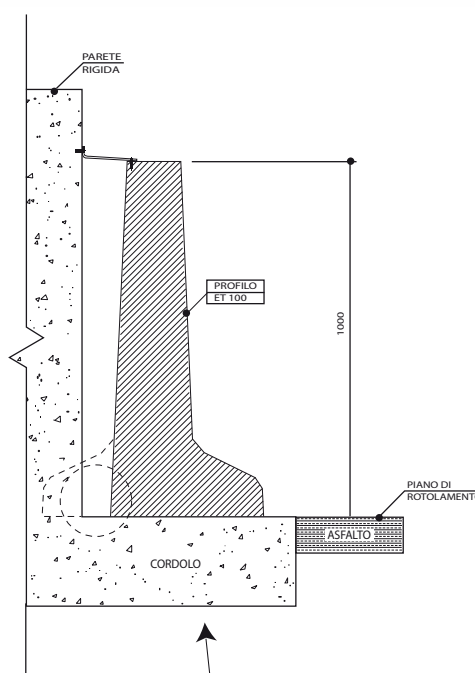 PARETE
RIGIDA
PROFILO
ET 100
1000
PIANO DI
ROTOLAMENTO
ASFALTO
CORDOLO